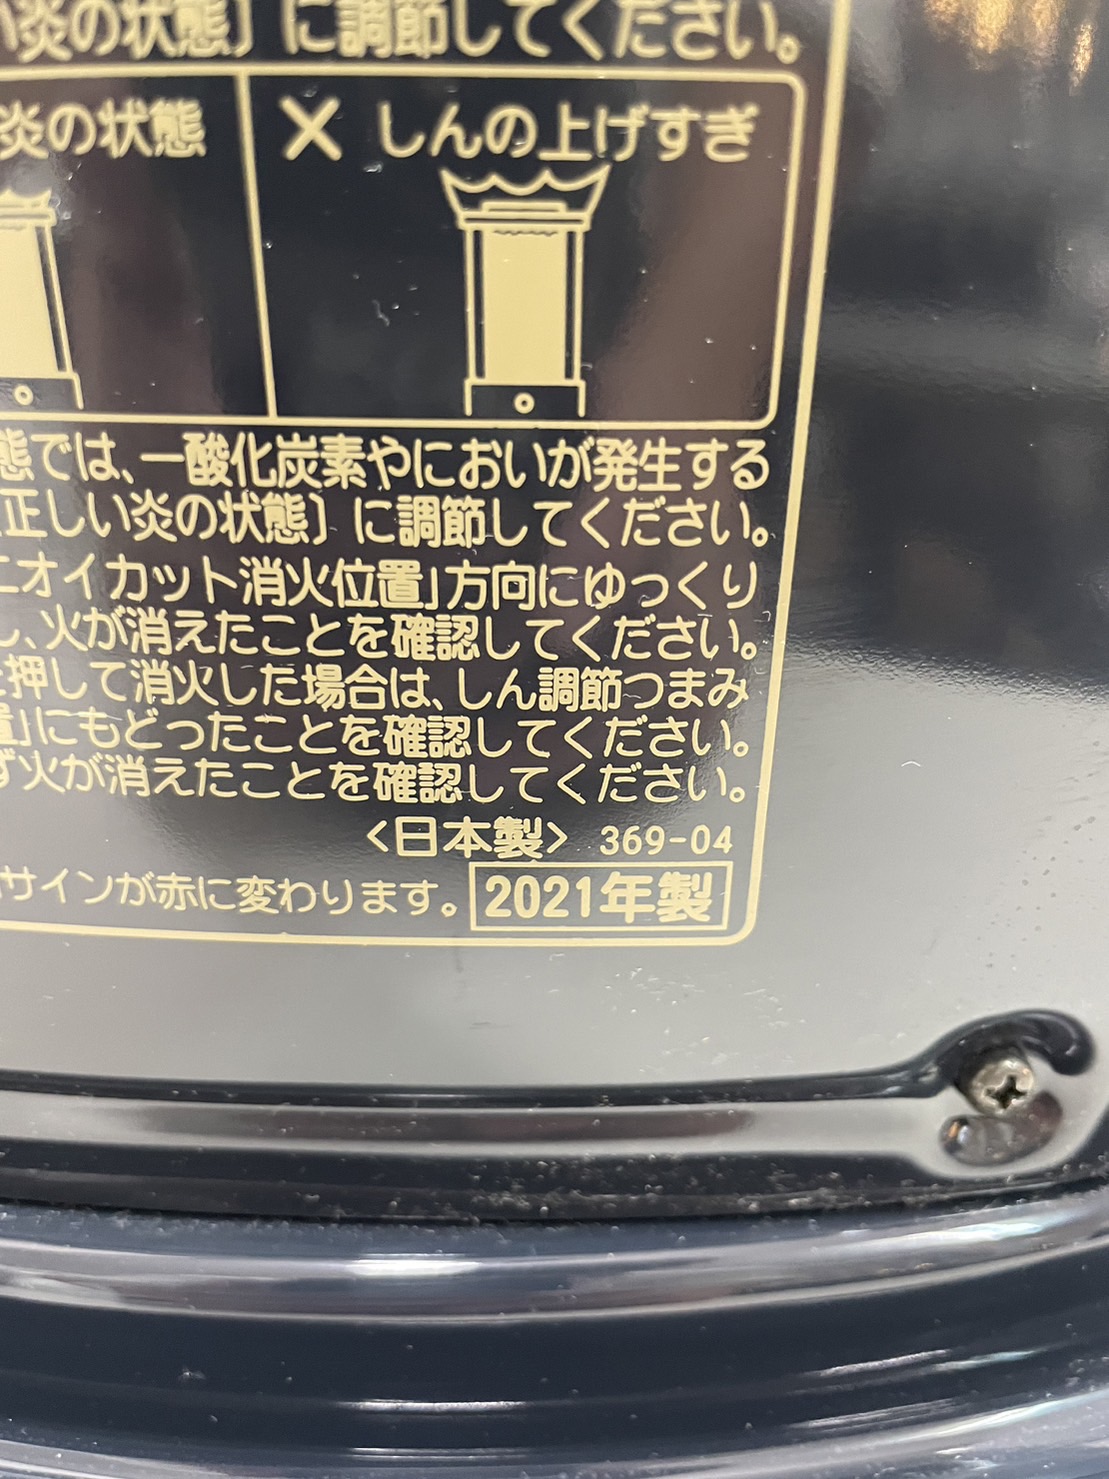 い炎の状態〕に調節してください。
炎の状態
× しんの上げすぎ
態では、一酸化炭素やにおいが発生する
正しい炎の状態〕に調節してください。
ニオイカット消火位置」方向にゆっくり
し、火が消えたことを確認してください。
押して消火した場合は、しん調節つまみ
置」にもどったことを確認してください。
ず火が消えたことを確認してください。
<日本製> 369-04
サインが赤に変わります。 2021年製